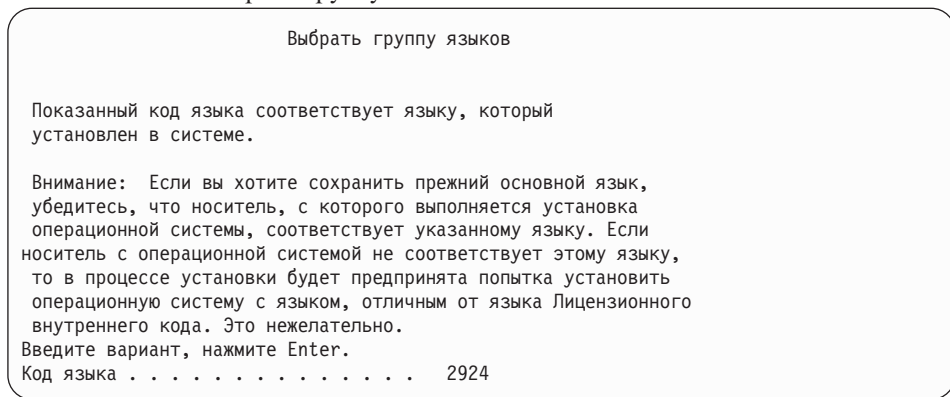 Выбрать группу языков
Показанный код языка соответствует языку, который
установлен в системе.
Внимание: Если вы хотите сохранить прежний основной язык,
убедитесь, что носитель, с которого выполняется установка
операционной системы, соответствует указанному языку. Если
носитель с операционной системой не соответствует этому языку,
то в процессе установки будет предпринята попытка установить
операционную систему с языком, отличным от языка Лицензионного
внутреннего кода. Это нежелательно.
Введите вариант, нажмите Enter.
Код языка . . . . . . . . . . . . . . 2924